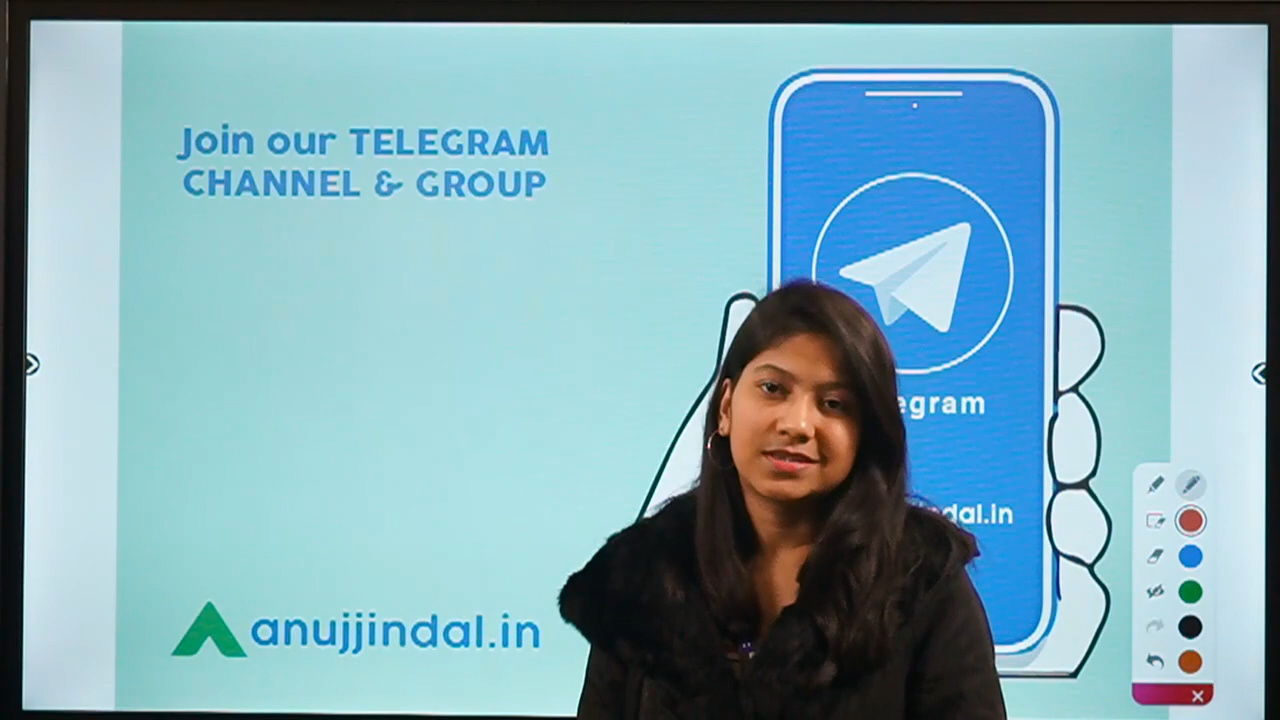 Join our TELEGRAM
CHANNEL & GROUP
egram
dal.in
anujjindal.in